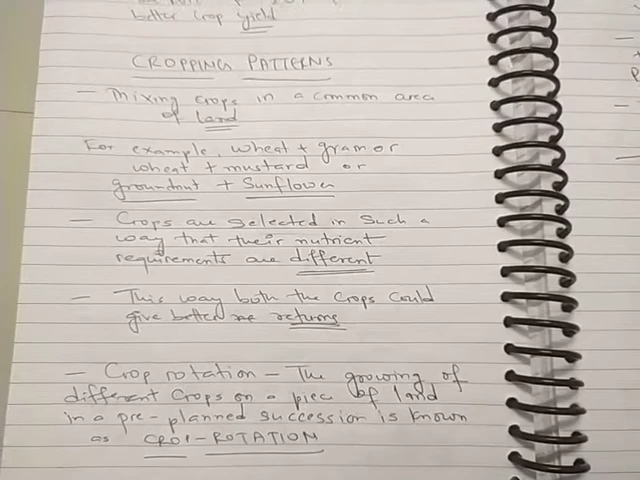 better crop yield
CROPPING PATTERNS
- Mixing crops in a common area
of land
For example, wheat + gram or
wheat + mustard or
groundnut + Sunflower
- Crops are selected in such a
way that their nutrient
requirements are different
- This way both the crops could
give better returns
- Crop rotation - The growing of
different crops on a piece of land
in a pre-planned succession is known
as CROP-ROTATION